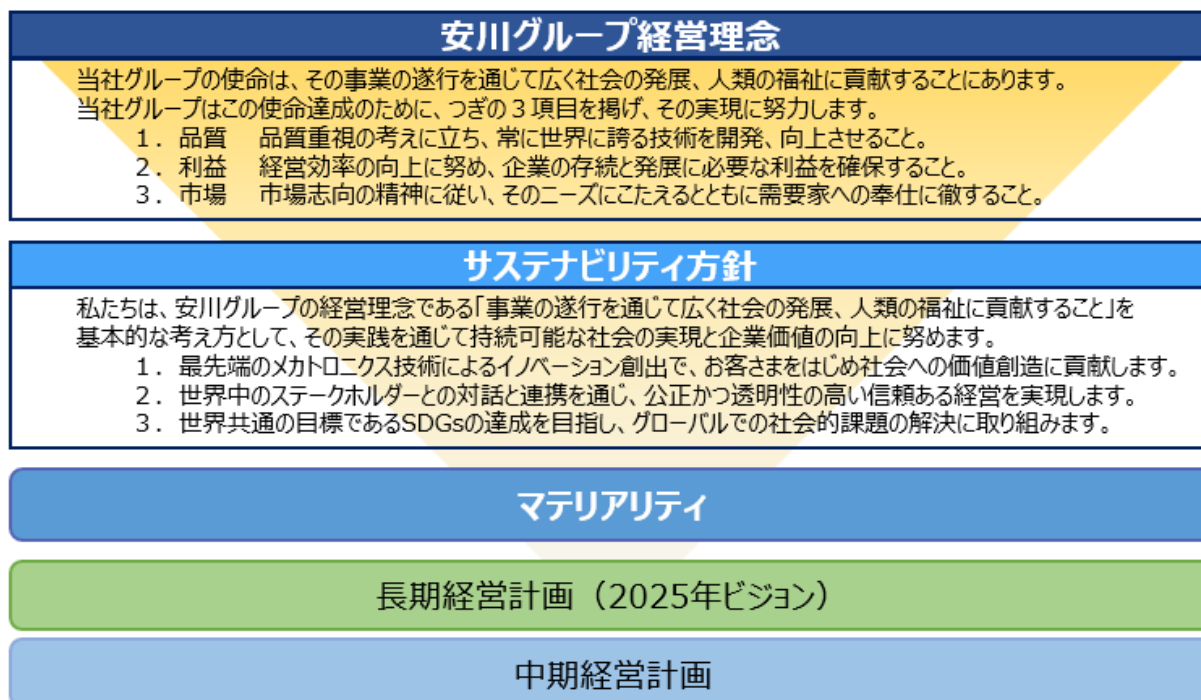 安川グループ経営理念
当社グループの使命は、その事業の遂行を通じて広く社会の発展、人類の福祉に貢献することにあります。
当社グループはこの使命達成のために、つぎの3項目を掲げ、その実現に努力します。
1. 品質 品質重視の考えに立ち、常に世界に誇る技術を開発、向上させること。
2. 利益 経営効率の向上に努め、企業の存続と発展に必要な利益を確保すること。
3. 市場 市場志向の精神に従い、そのニーズにこたえるとともに需要家への奉仕に徹すること。
サステナビリティ方針
私たちは、安川グループの経営理念である「事業の遂行を通じて広く社会の発展、人類の福祉に貢献すること」を
基本的な考え方として、その実践を通じて持続可能な社会の実現と企業価値の向上に努めます。
1. 最先端のメカトロニクス技術によるイノベーション創出で、お客さまをはじめ社会への価値創造に貢献します。
2. 世界中のステークホルダーとの対話と連携を通じ、公正かつ透明性の高い信頼ある経営を実現します。
3. 世界共通の目標であるSDGsの達成を目指し、グローバルでの社会的課題の解決に取り組みます。
マテリアリティ
長期経営計画（2025年ビジョン）
中期経営計画